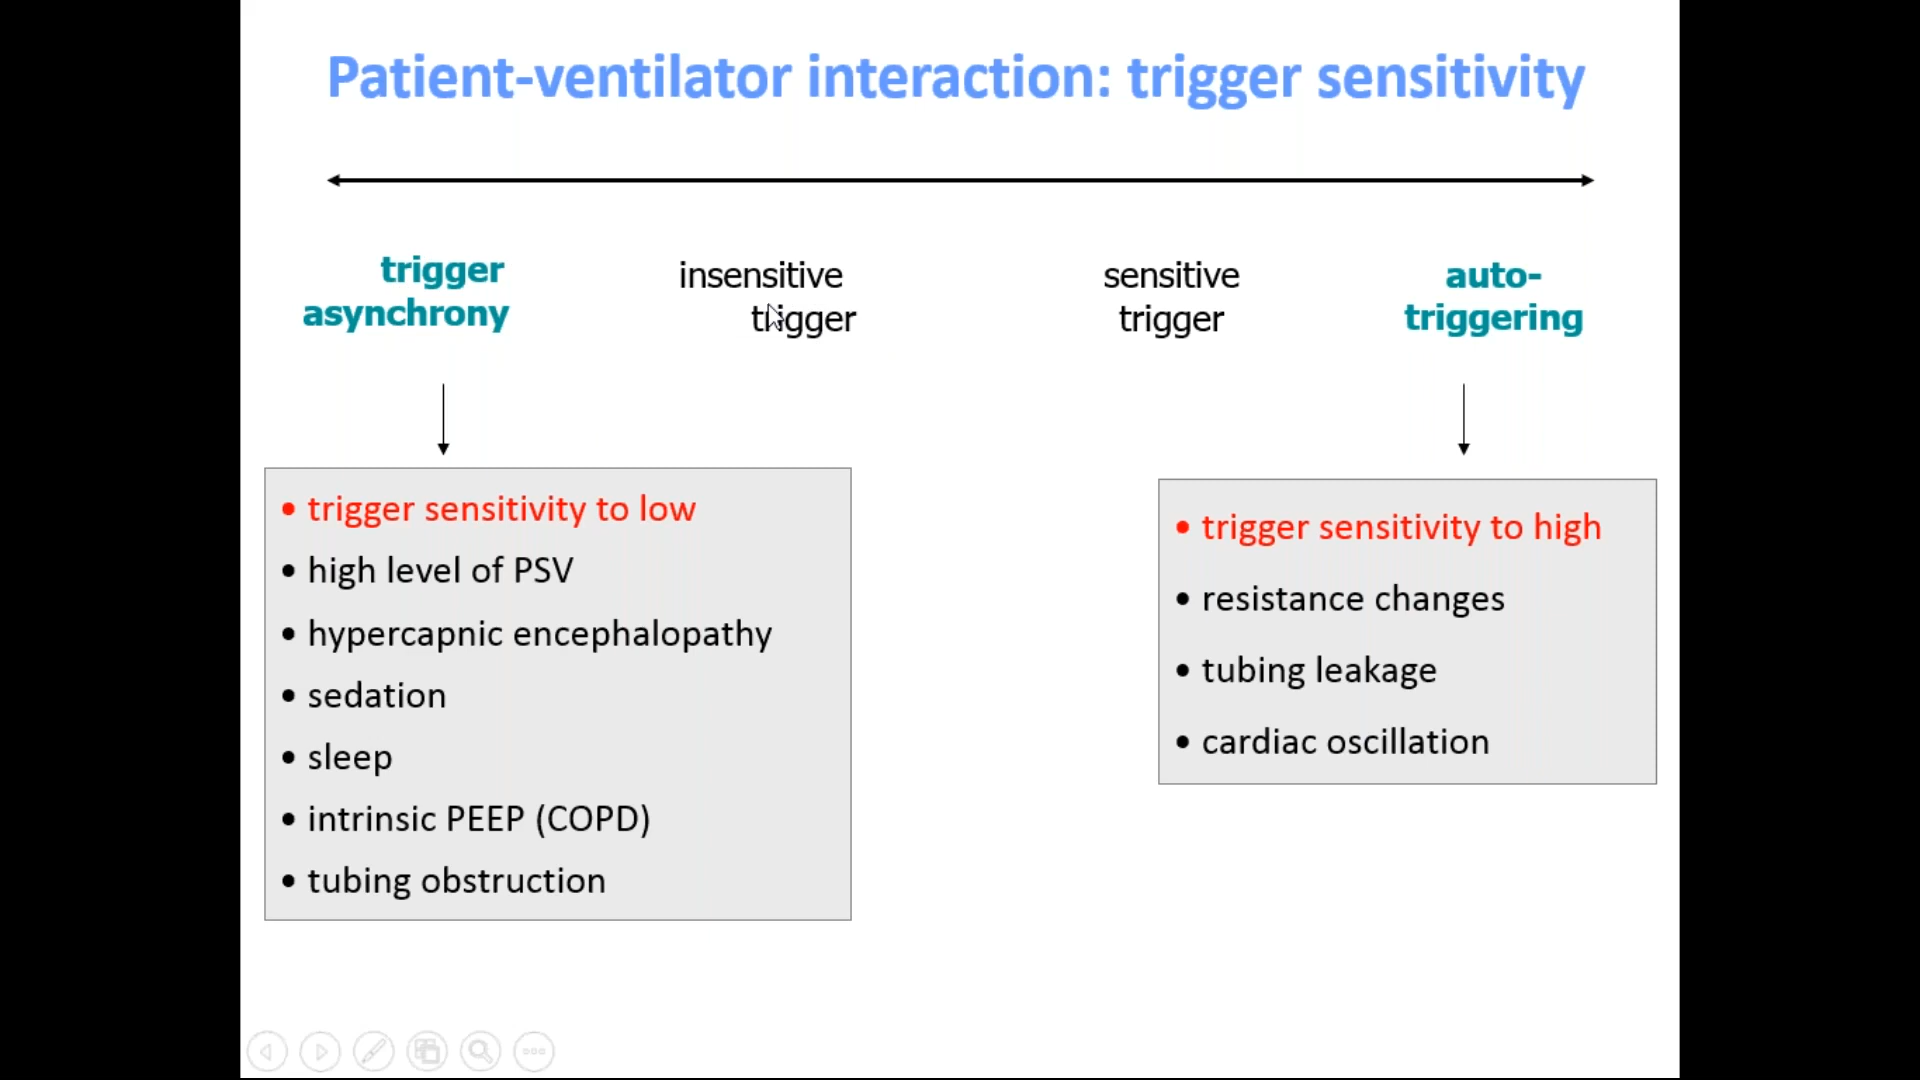 Patient-ventilator interaction: trigger sensitivity
trigger
asynchrony
insensitive
trigger
sensitive
trigger
auto-
triggering
• trigger sensitivity to low
• high level of PSV
• hypercapnic encephalopathy
• sedation
• sleep
• intrinsic PEEP (COPD)
• tubing obstruction
• trigger sensitivity to high
• resistance changes
• tubing leakage
• cardiac oscillation